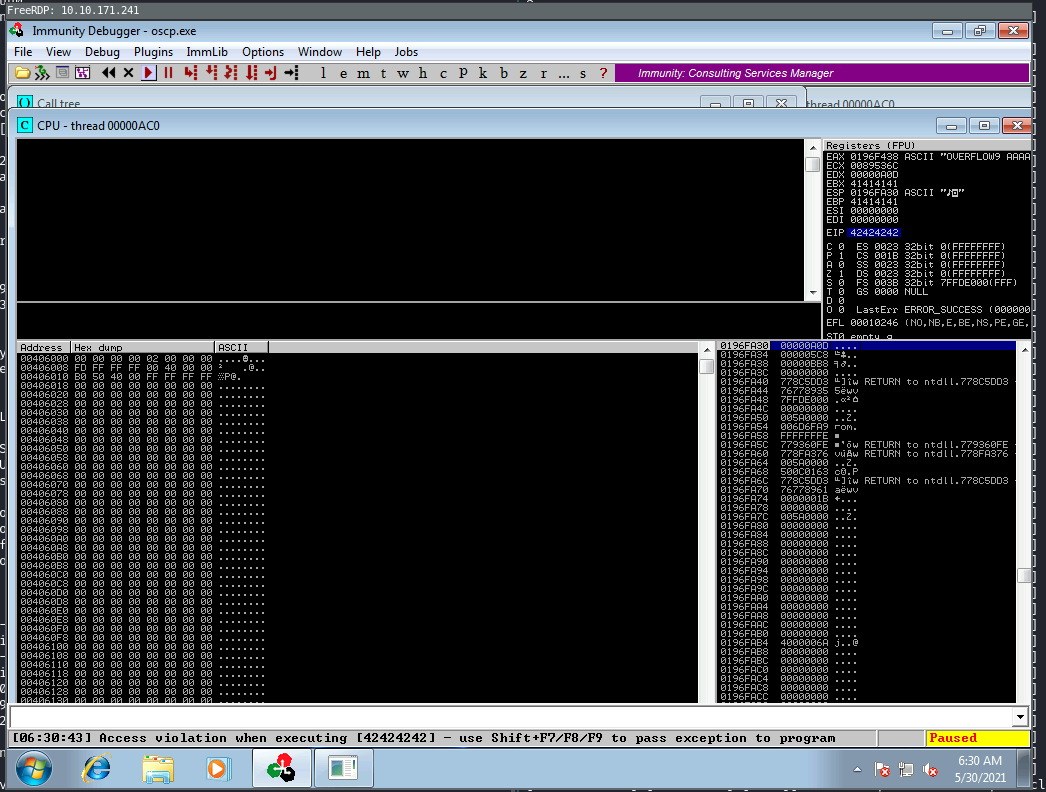 FreeRDP: 10.10.171.241
Immunity Debugger - oscp.exe
File View Debug Plugins ImmLib Options Window Help Jobs
l e m t w h c P k b z r ... s ?
Immunity: Consulting Services Manager
Call tree
thread 00000AC0
CPU - thread 00000AC0
Registers (FPU)
EAX 0196F438 ASCII "OVERFLOW9 AAAA
ECX 0089536C
EDX 00000A0D
EBX 41414141
ESP 0196FA30 ASCII
EBP 41414141
ESI 00000000
EDI 00000000
EIP 42424242
C 0 ES 0023 32bit 0(FFFFFFFF)
P 1 CS 001B 32bit 0(FFFFFFFF)
A 0 SS 0023 32bit 0(FFFFFFFF)
Z 1 DS 0023 32bit 0(FFFFFFFF)
S 0 FS 003B 32bit 7FFDE000(FFF)
T 0 GS 0000 NULL
D 0
O 0 LastErr ERROR_SUCCESS (000000
EFL 00010246 (NO,NB,E,BE,NS,PE,GE,
ST0 empty g
Address Hex dump ASCII
00406000 00 00 00 00 02 00 00 00
00406008 FD FF FF FF 00 40 00 00
00406010 B0 50 40 00 FF FF FF FF
00406018 00 00 00 00 00 00 00 00 ........
00406020 00 00 00 00 00 00 00 00 ........
00406028 00 00 00 00 00 00 00 00 ........
00406030 00 00 00 00 00 00 00 00 ........
00406038 00 00 00 00 00 00 00 00 ........
00406040 00 00 00 00 00 00 00 00 ........
00406048 00 00 00 00 00 00 00 00 ........
00406050 00 00 00 00 00 00 00 00 ........
00406058 00 00 00 00 00 00 00 00 ........
00406060 00 00 00 00 00 00 00 00 ........
00406068 00 00 00 00 00 00 00 00 ........
00406070 00 00 00 00 00 00 00 00 ........
00406078 00 00 00 00 00 00 00 00 ........
00406080 00 00 00 00 00 00 00 00 ........
00406088 00 00 00 00 00 00 00 00 ........
00406090 00 00 00 00 00 00 00 00 ........
00406098 00 00 00 00 00 00 00 00 ........
004060A0 00 00 00 00 00 00 00 00 ........
004060A8 00 00 00 00 00 00 00 00 ........
004060B0 00 00 00 00 00 00 00 00 ........
004060B8 00 00 00 00 00 00 00 00 ........
004060C0 00 00 00 00 00 00 00 00 ........
004060C8 00 00 00 00 00 00 00 00 ........
004060D0 00 00 00 00 00 00 00 00 ........
004060D8 00 00 00 00 00 00 00 00 ........
004060E0 00 00 00 00 00 00 00 00 ........
004060E8 00 00 00 00 00 00 00 00 ........
004060F0 00 00 00 00 00 00 00 00 ........
004060F8 00 00 00 00 00 00 00 00 ........
00406100 00 00 00 00 00 00 00 00 ........
00406108 00 00 00 00 00 00 00 00 ........
00406110 00 00 00 00 00 00 00 00 ........
00406118 00 00 00 00 00 00 00 00 ........
00406120 00 00 00 00 00 00 00 00 ........
00406128 00 00 00 00 00 00 00 00 ........
00406130 00 00 00 00 00 00 00 00 ........
0196FA30 00000A0D ....
0196FA34 000005C8
0196FA38 00000BB8
0196FA3C 00000000 ....
0196FA40 778C5DD3 RETURN to ntdll.778C5DD3
0196FA44 76778935
0196FA48 7FFDE000
0196FA4C 00000000 ....
0196FA50 005A0000 ..Z.
0196FA54 006D6FA9
0196FA58 FFFFFFFE
0196FA5C 779360FE RETURN to ntdll.779360FE
0196FA60 778FA376 RETURN to ntdll.778FA376
0196FA64 005A0000 ..Z.
0196FA68 500C0163
0196FA6C 778C5DD3 RETURN to ntdll.778C5DD3
0196FA70 76778961
0196FA74 0000001B
0196FA78 00000000 ....
0196FA7C 005A0000 ..Z.
0196FA80 00000000 ....
0196FA84 00000000 ....
0196FA88 00000000 ....
0196FA8C 00000000 ....
0196FA90 00000000 ....
0196FA94 00000000 ....
0196FA98 00000000 ....
0196FA9C 00000000 ....
0196FAA0 00000000 ....
0196FAA4 00000000 ....
0196FAA8 00000000 ....
0196FAAC 00000000 ....
0196FAB0 00000000 ....
0196FAB4 4000006A j..@
0196FAB8 00000000 ....
0196FABC 00000000 ....
0196FAC0 00000000 ....
0196FAC4 00000000 ....
0196FAC8 00000000 ....
0196FACC 00000000 ....
[06:30:43] Access violation when executing [42424242] - use Shift+F7/F8/F9 to pass exception to program
Paused
6:30 AM
5/30/2021